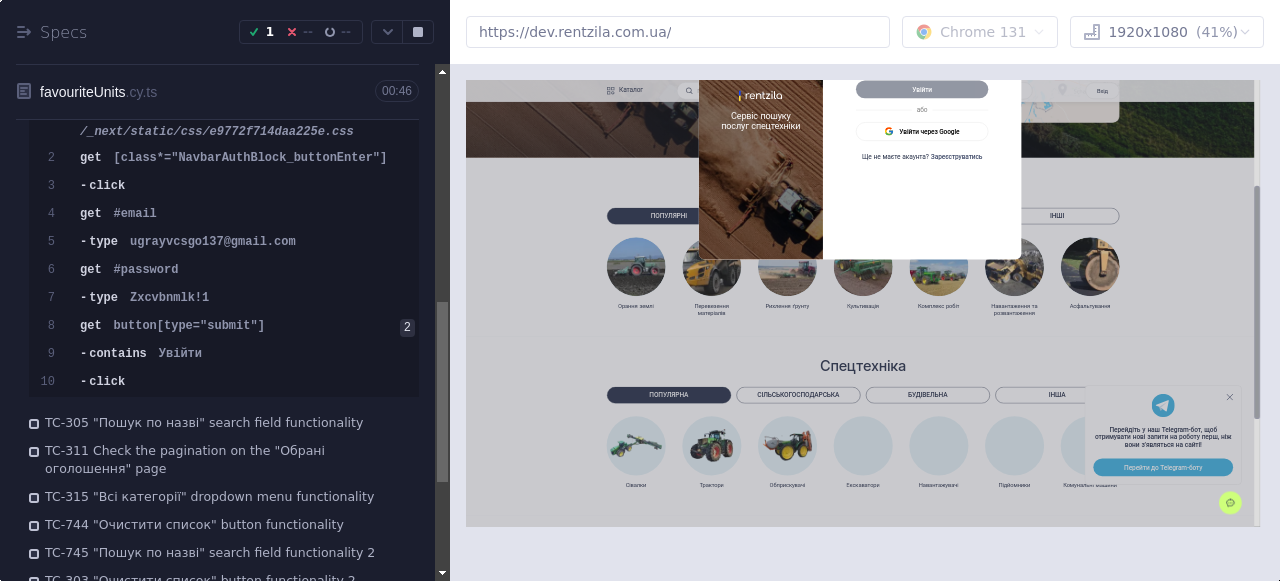 Specs
1
--
--
https://dev.rentzila.com.ua/
Chrome 131
1920x1080 (41%)
favouriteUnits.cy.ts
00:46
/_next/static/css/e9772f714daa225e.css
2 get [class*="NavbarAuthBlock_buttonEnter"]
3 -click
4 get #email
5 -type ugrayvcsgo137@gmail.com
6 get #password
7 -type Zxcvbnmlk!1
8 get button[type="submit"]
2
9 -contains Увійти
10 -click
TC-305 "Пошук по назві" search field functionality
TC-311 Check the pagination on the "Обрані
оголошення" page
TC-315 "Всі категорії" dropdown menu functionality
TC-744 "Очистити список" button functionality
TC-745 "Пошук по назві" search field functionality 2
TC-303 "Очистити список" button functionality 2
Каталог
Вхід
rentzila
Сервіс пошуку
послуг спецтехніки
Увійти
або
Увійти через Google
Ще не маєте акаунта? Зареєструватись
ПОПУЛЯРНІ
ІНШІ
Орання землі
Перевезення
матеріалів
Рихлення ґрунту
Культивація
Комплекс робіт
Навантаження та
розвантаження
Асфальтування
Спецтехніка
ПОПУЛЯРНА
СІЛЬСЬКОГОСПОДАРСЬКА
БУДІВЕЛЬНА
ІНША
Сівалки
Трактори
Обприскувачі
Екскаватори
Навантажувачі
Підйомники
Комунальні машини
Перейдіть у наш Telegram-бот, щоб
отримувати нові запити на роботу перш, ніж
вони з'являться на сайті!
Перейти до Telegram-боту